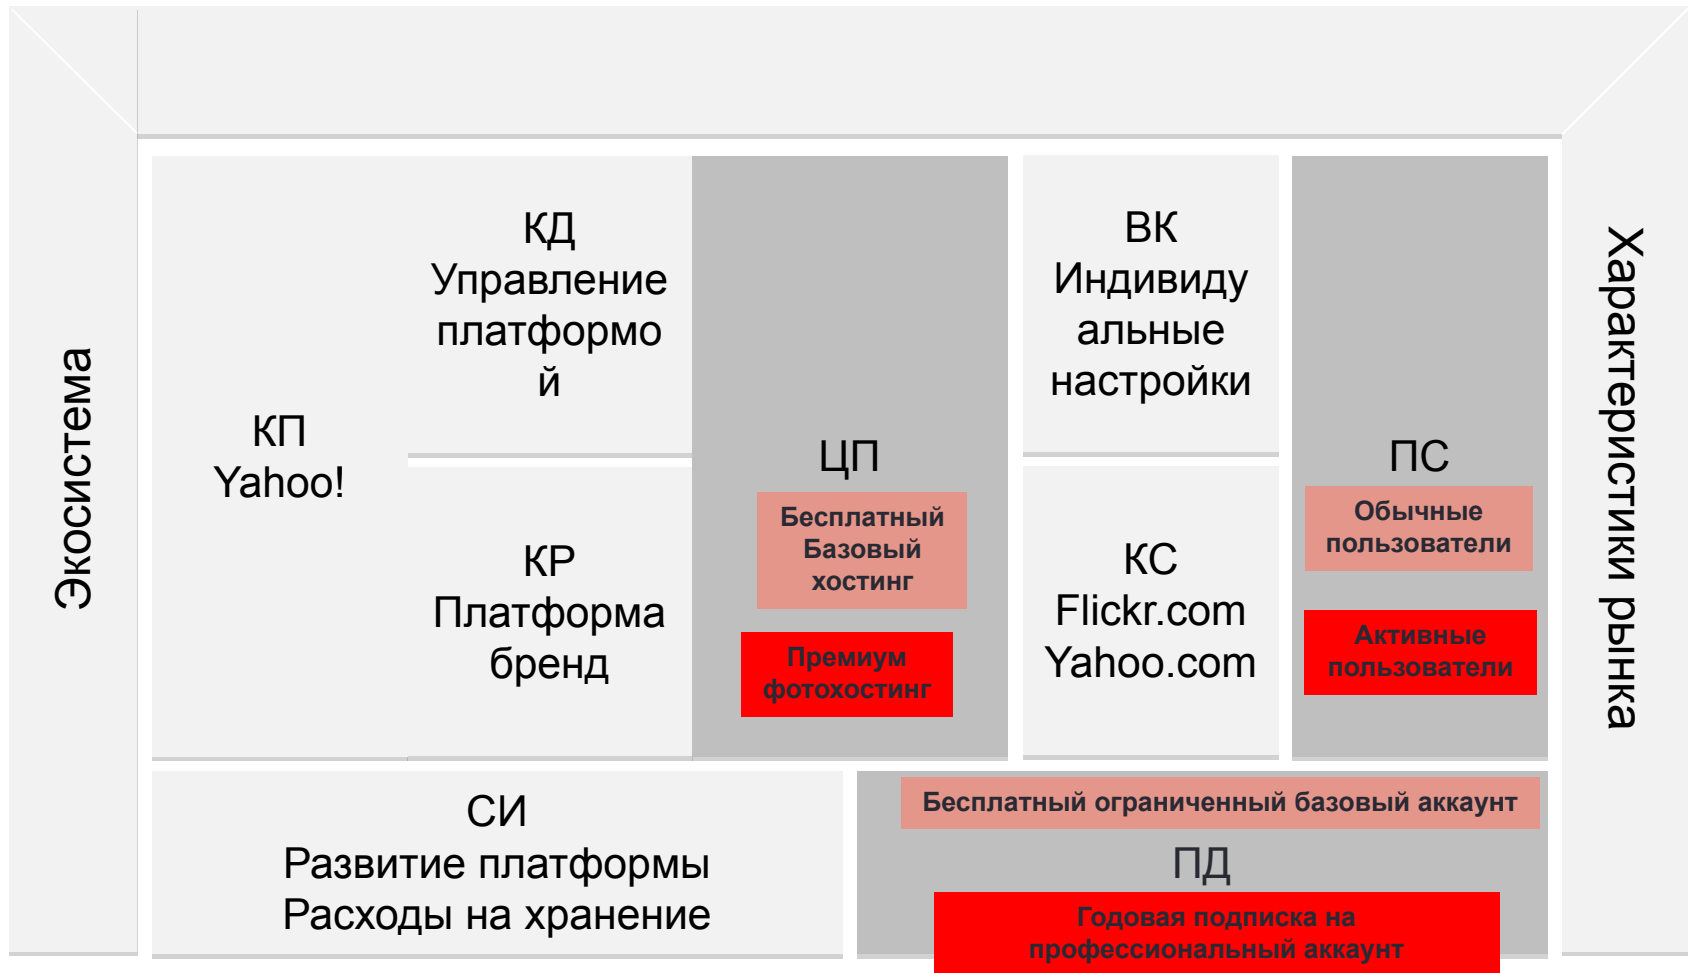 Экосистема
КП
Yahoo!
КД
Управление
платформо
й
КР
Платформа
бренд
ЦП
Бесплатный
Базовый
хостинг
Премиум
фотохостинг
ВК
Индивиду
альные
настройки
КС
Flickr.com
Yahoo.com
ПС
Обычные
пользователи
Активные
пользователи
Характеристики рынка
СИ
Развитие платформы
Расходы на хранение
Бесплатный ограниченный базовый аккаунт
ПД
Годовая подписка на
профессиональный аккаунт